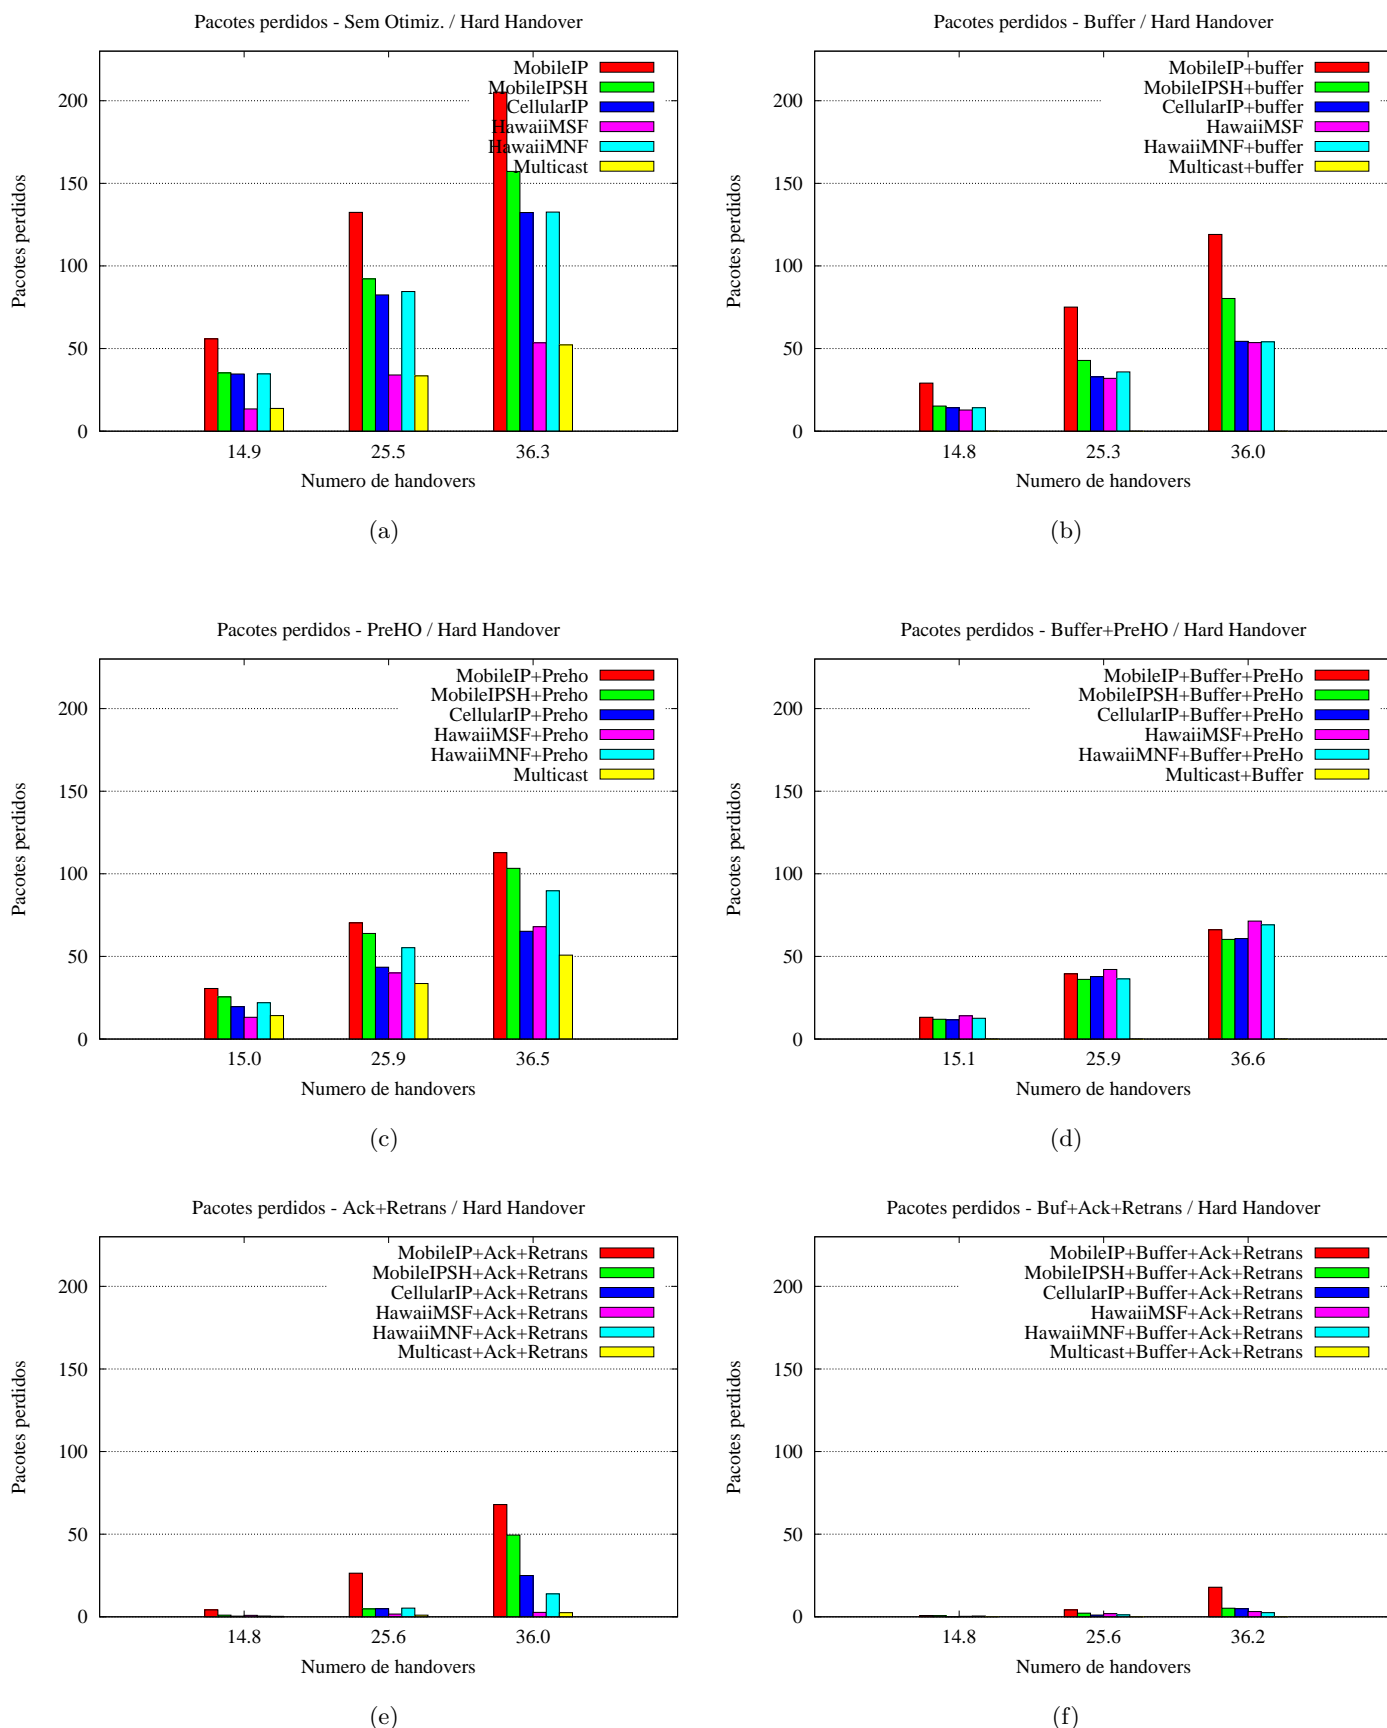 Pacotes perdidos - Sem Otimiz. / Hard Handover
MobileIP
MobileIPSH
CellularIP
HawaiiMSF
HawaiiMNF
Multicast
200
150
100
50
0
Pacotes perdidos
14.9 25.5 36.3
Numero de handovers
(a)
Pacotes perdidos - Buffer / Hard Handover
MobileIP+buffer
MobileIPSH+buffer
CellularIP+buffer
HawaiiMSF
HawaiiMNF+buffer
Multicast+buffer
200
150
100
50
0
Pacotes perdidos
14.8 25.3 36.0
Numero de handovers
(b)
Pacotes perdidos - PreHO / Hard Handover
MobileIP+Preho
MobileIPSH+Preho
CellularIP+Preho
HawaiiMSF+Preho
HawaiiMNF+Preho
Multicast
200
150
100
50
0
Pacotes perdidos
15.0 25.9 36.5
Numero de handovers
(c)
Pacotes perdidos - Buffer+PreHO / Hard Handover
MobileIP+Buffer+PreHo
MobileIPSH+Buffer+PreHo
CellularIP+Buffer+PreHo
HawaiiMSF+PreHo
HawaiiMNF+Buffer+PreHo
Multicast+Buffer
200
150
100
50
0
Pacotes perdidos
15.1 25.9 36.6
Numero de handovers
(d)
Pacotes perdidos - Ack+Retrans / Hard Handover
MobileIP+Ack+Retrans
MobileIPSH+Ack+Retrans
CellularIP+Ack+Retrans
HawaiiMSF+Ack+Retrans
HawaiiMNF+Ack+Retrans
Multicast+Ack+Retrans
200
150
100
50
0
Pacotes perdidos
14.8 25.6 36.0
Numero de handovers
(e)
Pacotes perdidos - Buf+Ack+Retrans / Hard Handover
MobileIP+Buffer+Ack+Retrans
MobileIPSH+Buffer+Ack+Retrans
CellularIP+Buffer+Ack+Retrans
HawaiiMSF+Ack+Retrans
HawaiiMNF+Buffer+Ack+Retrans
Multicast+Buffer+Ack+Retrans
200
150
100
50
0
Pacotes perdidos
14.8 25.6 36.2
Numero de handovers
(f)